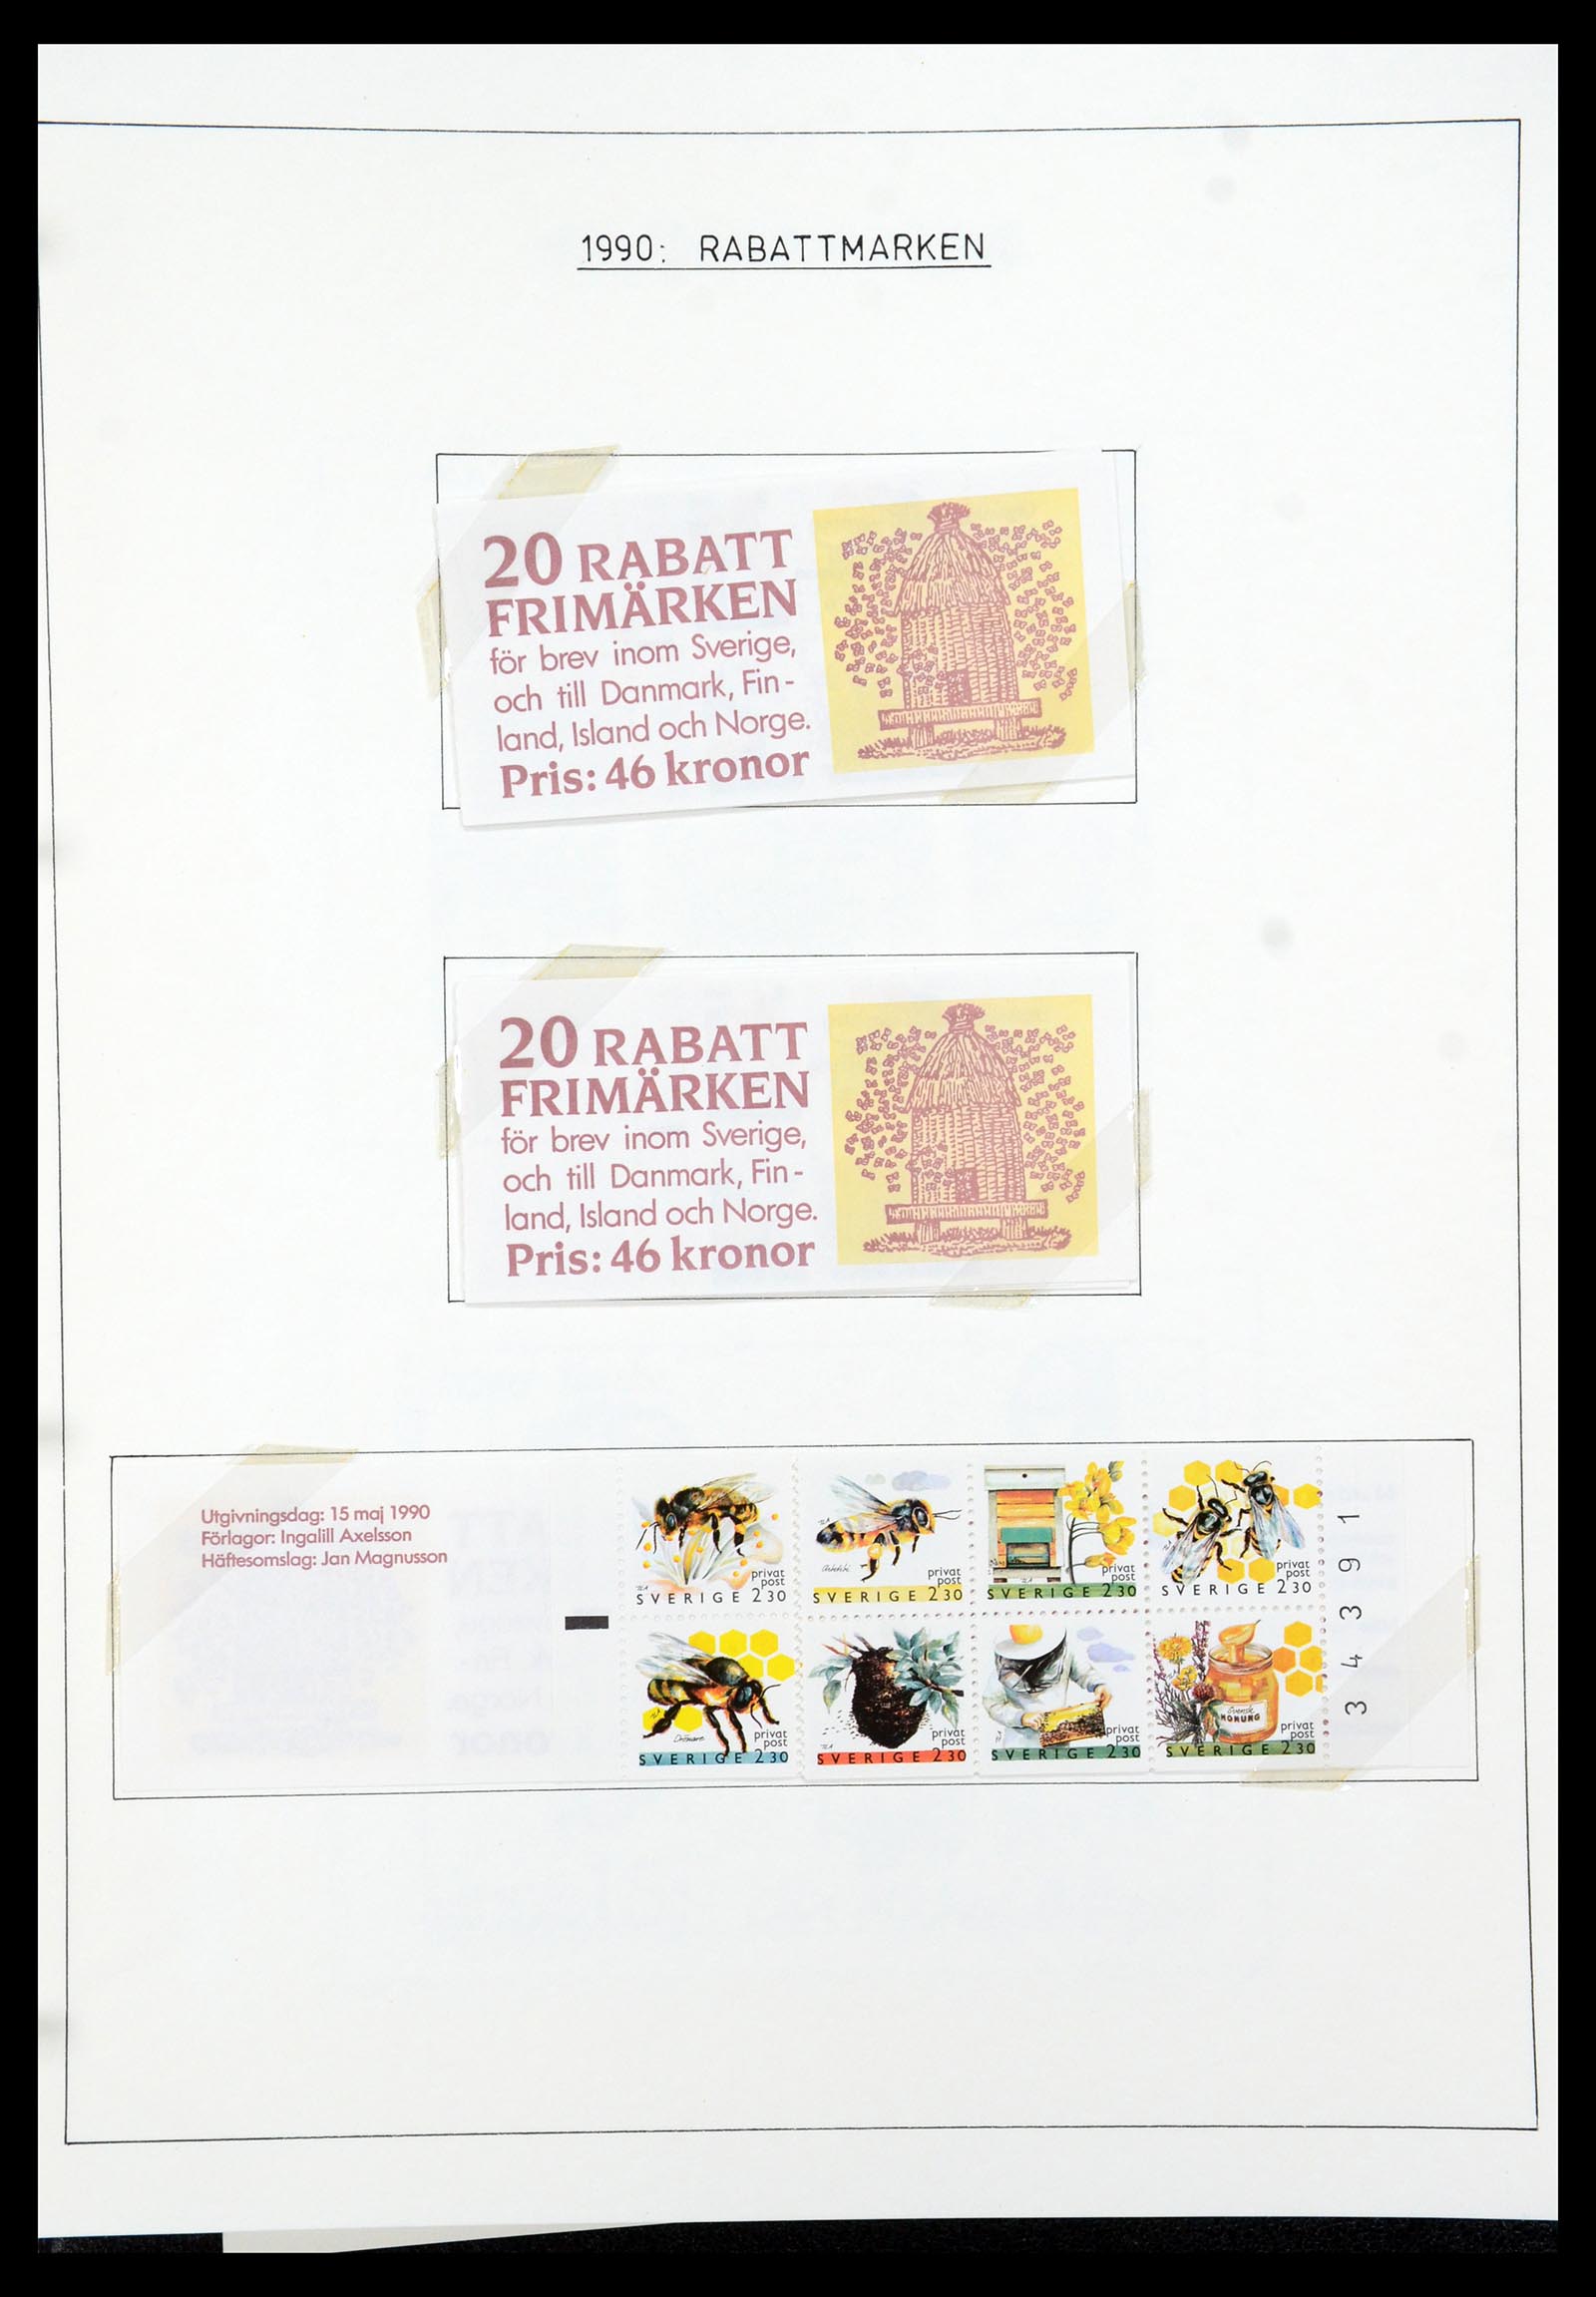 1990: RABATTMARKEN
20 RABATT
FRIMÄRKEN
för brev inom Sverige,
och till Danmark, Fin-
land, Island och Norge.
Pris: 46 kronor
20 RABATT
FRIMÄRKEN
för brev inom Sverige,
och till Danmark, Fin-
land, Island och Norge.
Pris: 46 kronor
Utgivningsdag: 15 maj 1990
Förlagor: Ingalill Axelsson
Häftesomslag: Jan Magnusson
privat
post
SVERIGE 2 30
privat
post
SVERIGE 2 30
privat
post
SVERIGE 2 30
privat
post
SVERIGE 2 30
privat
post
SVERIGE 2 30
privat
post
SVERIGE 2 30
privat
post
SVERIGE 2 30
Svensk
HONUNG
privat
post
SVERIGE 2 30
3 4 3 9 1